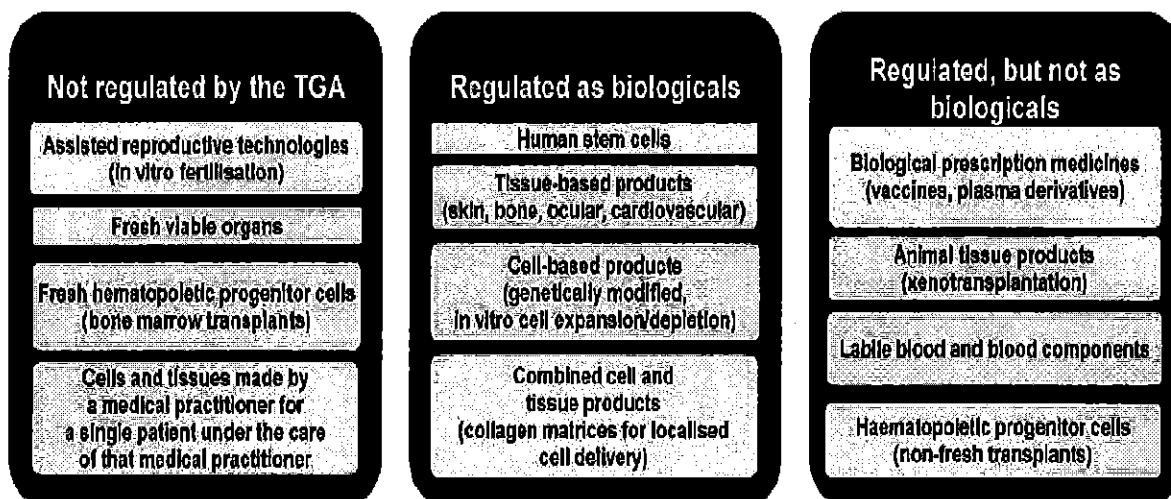 Not regulated by the TGA
Assisted reproductive technologies
(in vitro fertilisation)
Fresh viable organs
Fresh hematopoietic progenitor cells
(bone marrow transplants)
Cells and tissues made by
a medical practitioner for
a single patient under the care
of that medical practitioner
Regulated as biologicals
Human stem cells
Tissue-based products
(skin, bone, ocular, cardiovascular)
Cell-based products
(genetically modified,
in vitro cell expansion/depletion)
Combined cell and
tissue products
(collagen matrices for localised
cell delivery)
Regulated, but not as
biologicals
Biological prescription medicines
(vaccines, plasma derivatives)
Animal tissue products
(xenotransplantation)
Labile blood and blood components
Haematopoietic progenitor cells
(non-fresh transplants)